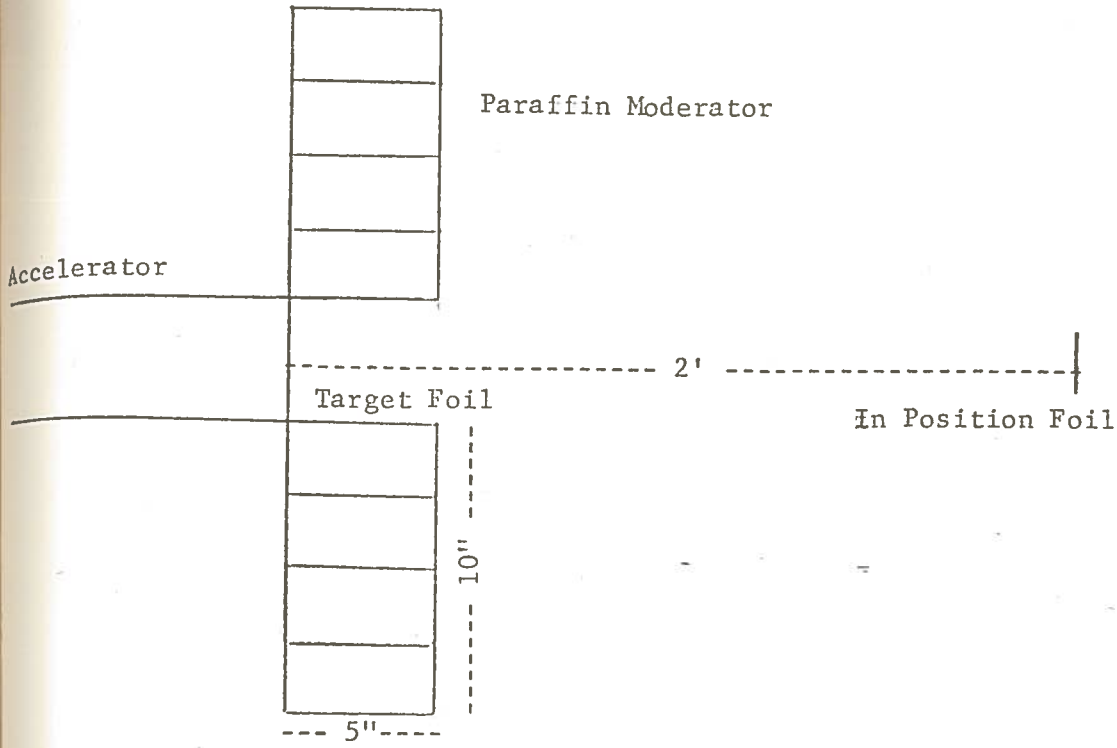 Paraffin Moderator
Accelerator
2'
Target Foil
In Position Foil
10"
5"